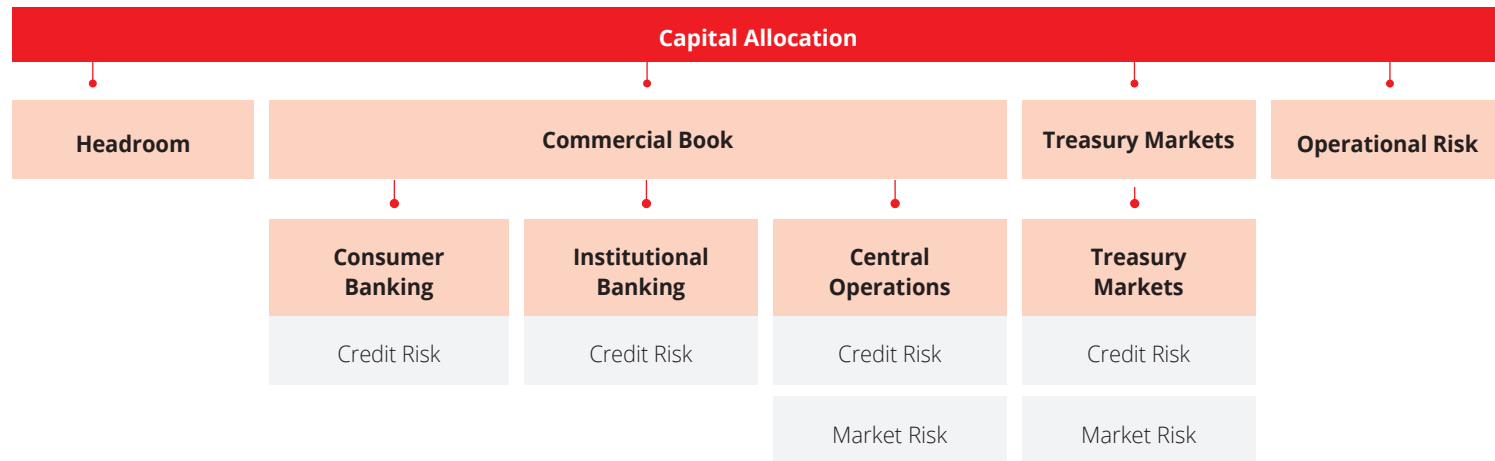 Capital Allocation
Headroom
Commercial Book
Treasury Markets
Operational Risk
Consumer
Banking
Institutional
Banking
Central
Operations
Treasury
Markets
Credit Risk
Credit Risk
Credit Risk
Credit Risk
Market Risk
Market Risk